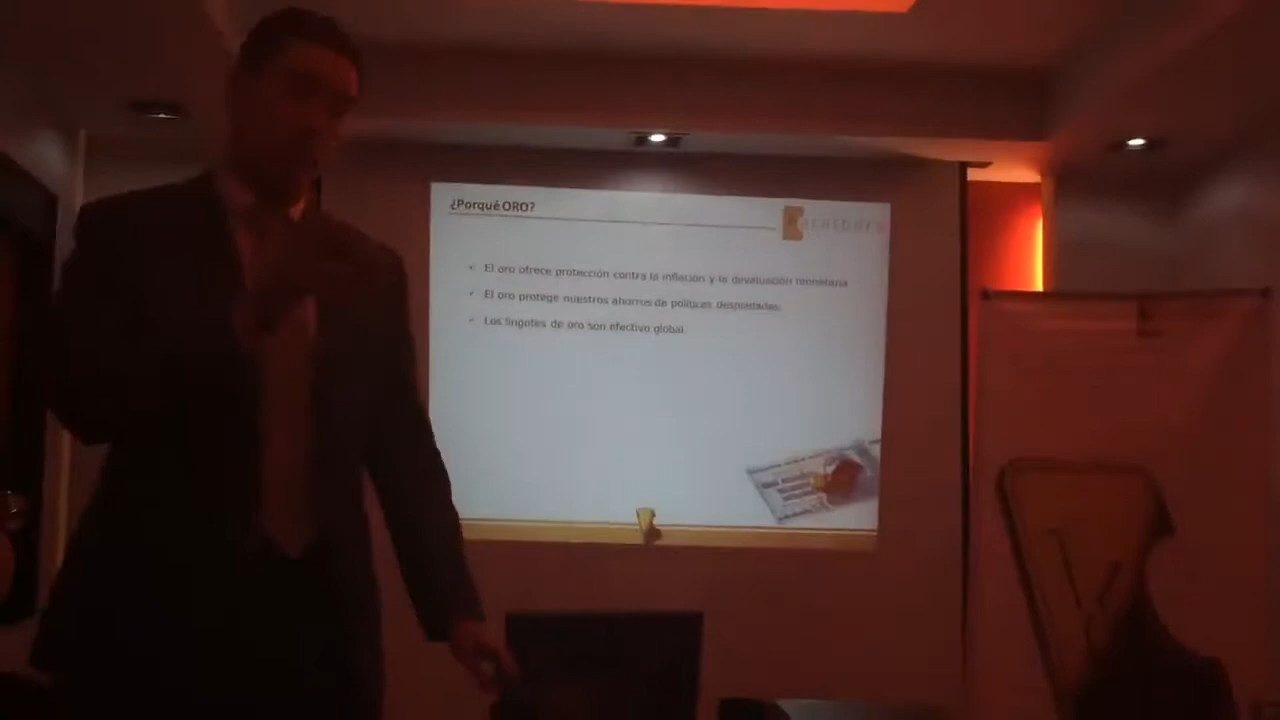 ¿Porqué ORO?
El oro ofrece protección contra la inflación y la devaluación monetaria
El oro protege nuestros ahorros de políticas despiadadas.
Los lingotes de oro son efectivo global.